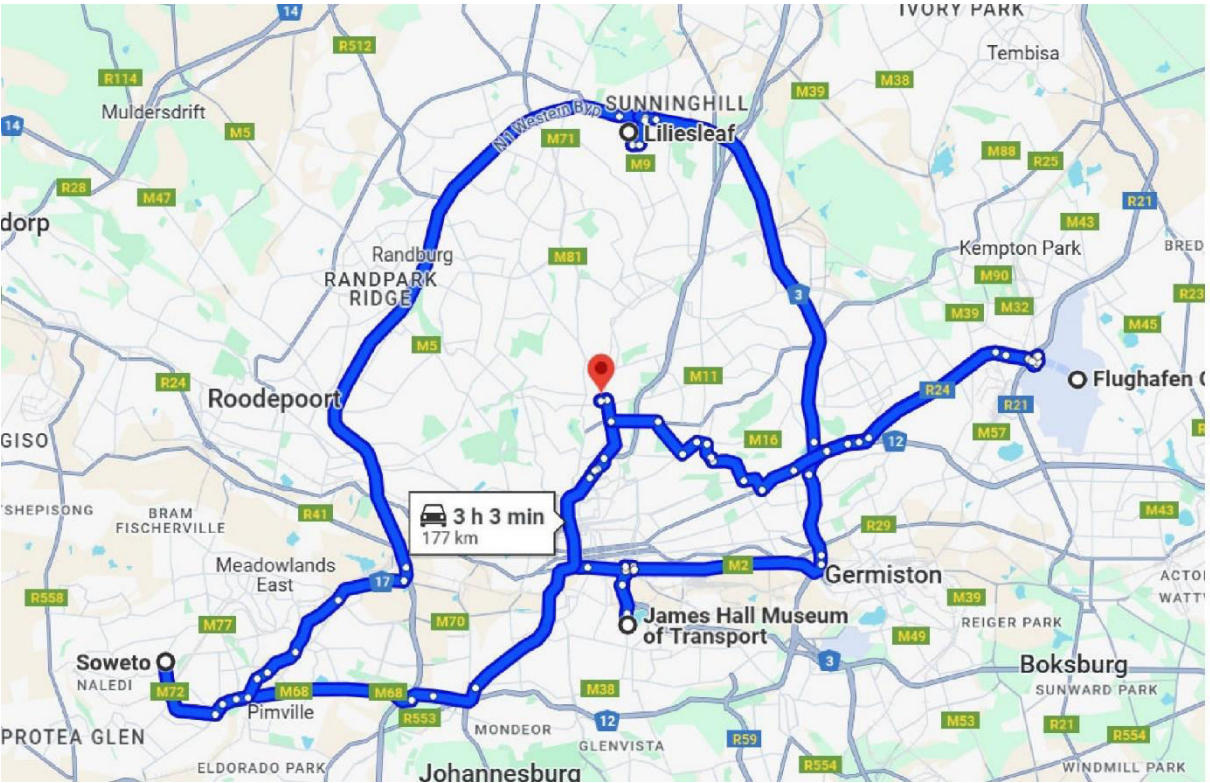 IVORY PARK
14
R512
Tembisa
R114
M39
M38
Muldersdrift
SUNNINGHILL
14
M5
N1 Western Byp
M71
Liliesleaf
M9
M88
R25
R28
M47
R21
dorp
M43
Kempton Park
BRED
Randburg
M81
RANDPARK
RIDGE
M90
3
R23
M39
M32
M45
M5
M11
R24
Flughafen
Roodepoort
R24
R21
GISO
M16
12
M57
SHEPISONG
BRAM
FISCHERVILLE
R41
3 h 3 min
177 km
M43
R29
Meadowlands
East
17
M2
Germiston
ACTO
WATT
R558
M39
M77
M70
James Hall Museum
of Transport
REIGER PARK
M49
Soweto
NALEDI
3
Boksburg
M72
M68
M68
M38
SUNWARD PARK
Pimville
R553
12
M53
R21
PROTEA GLEN
MONDEOR
R59
R554
GLENVISTA
ELDORADO PARK
Johannesburg
R554
WINDMILL PARK